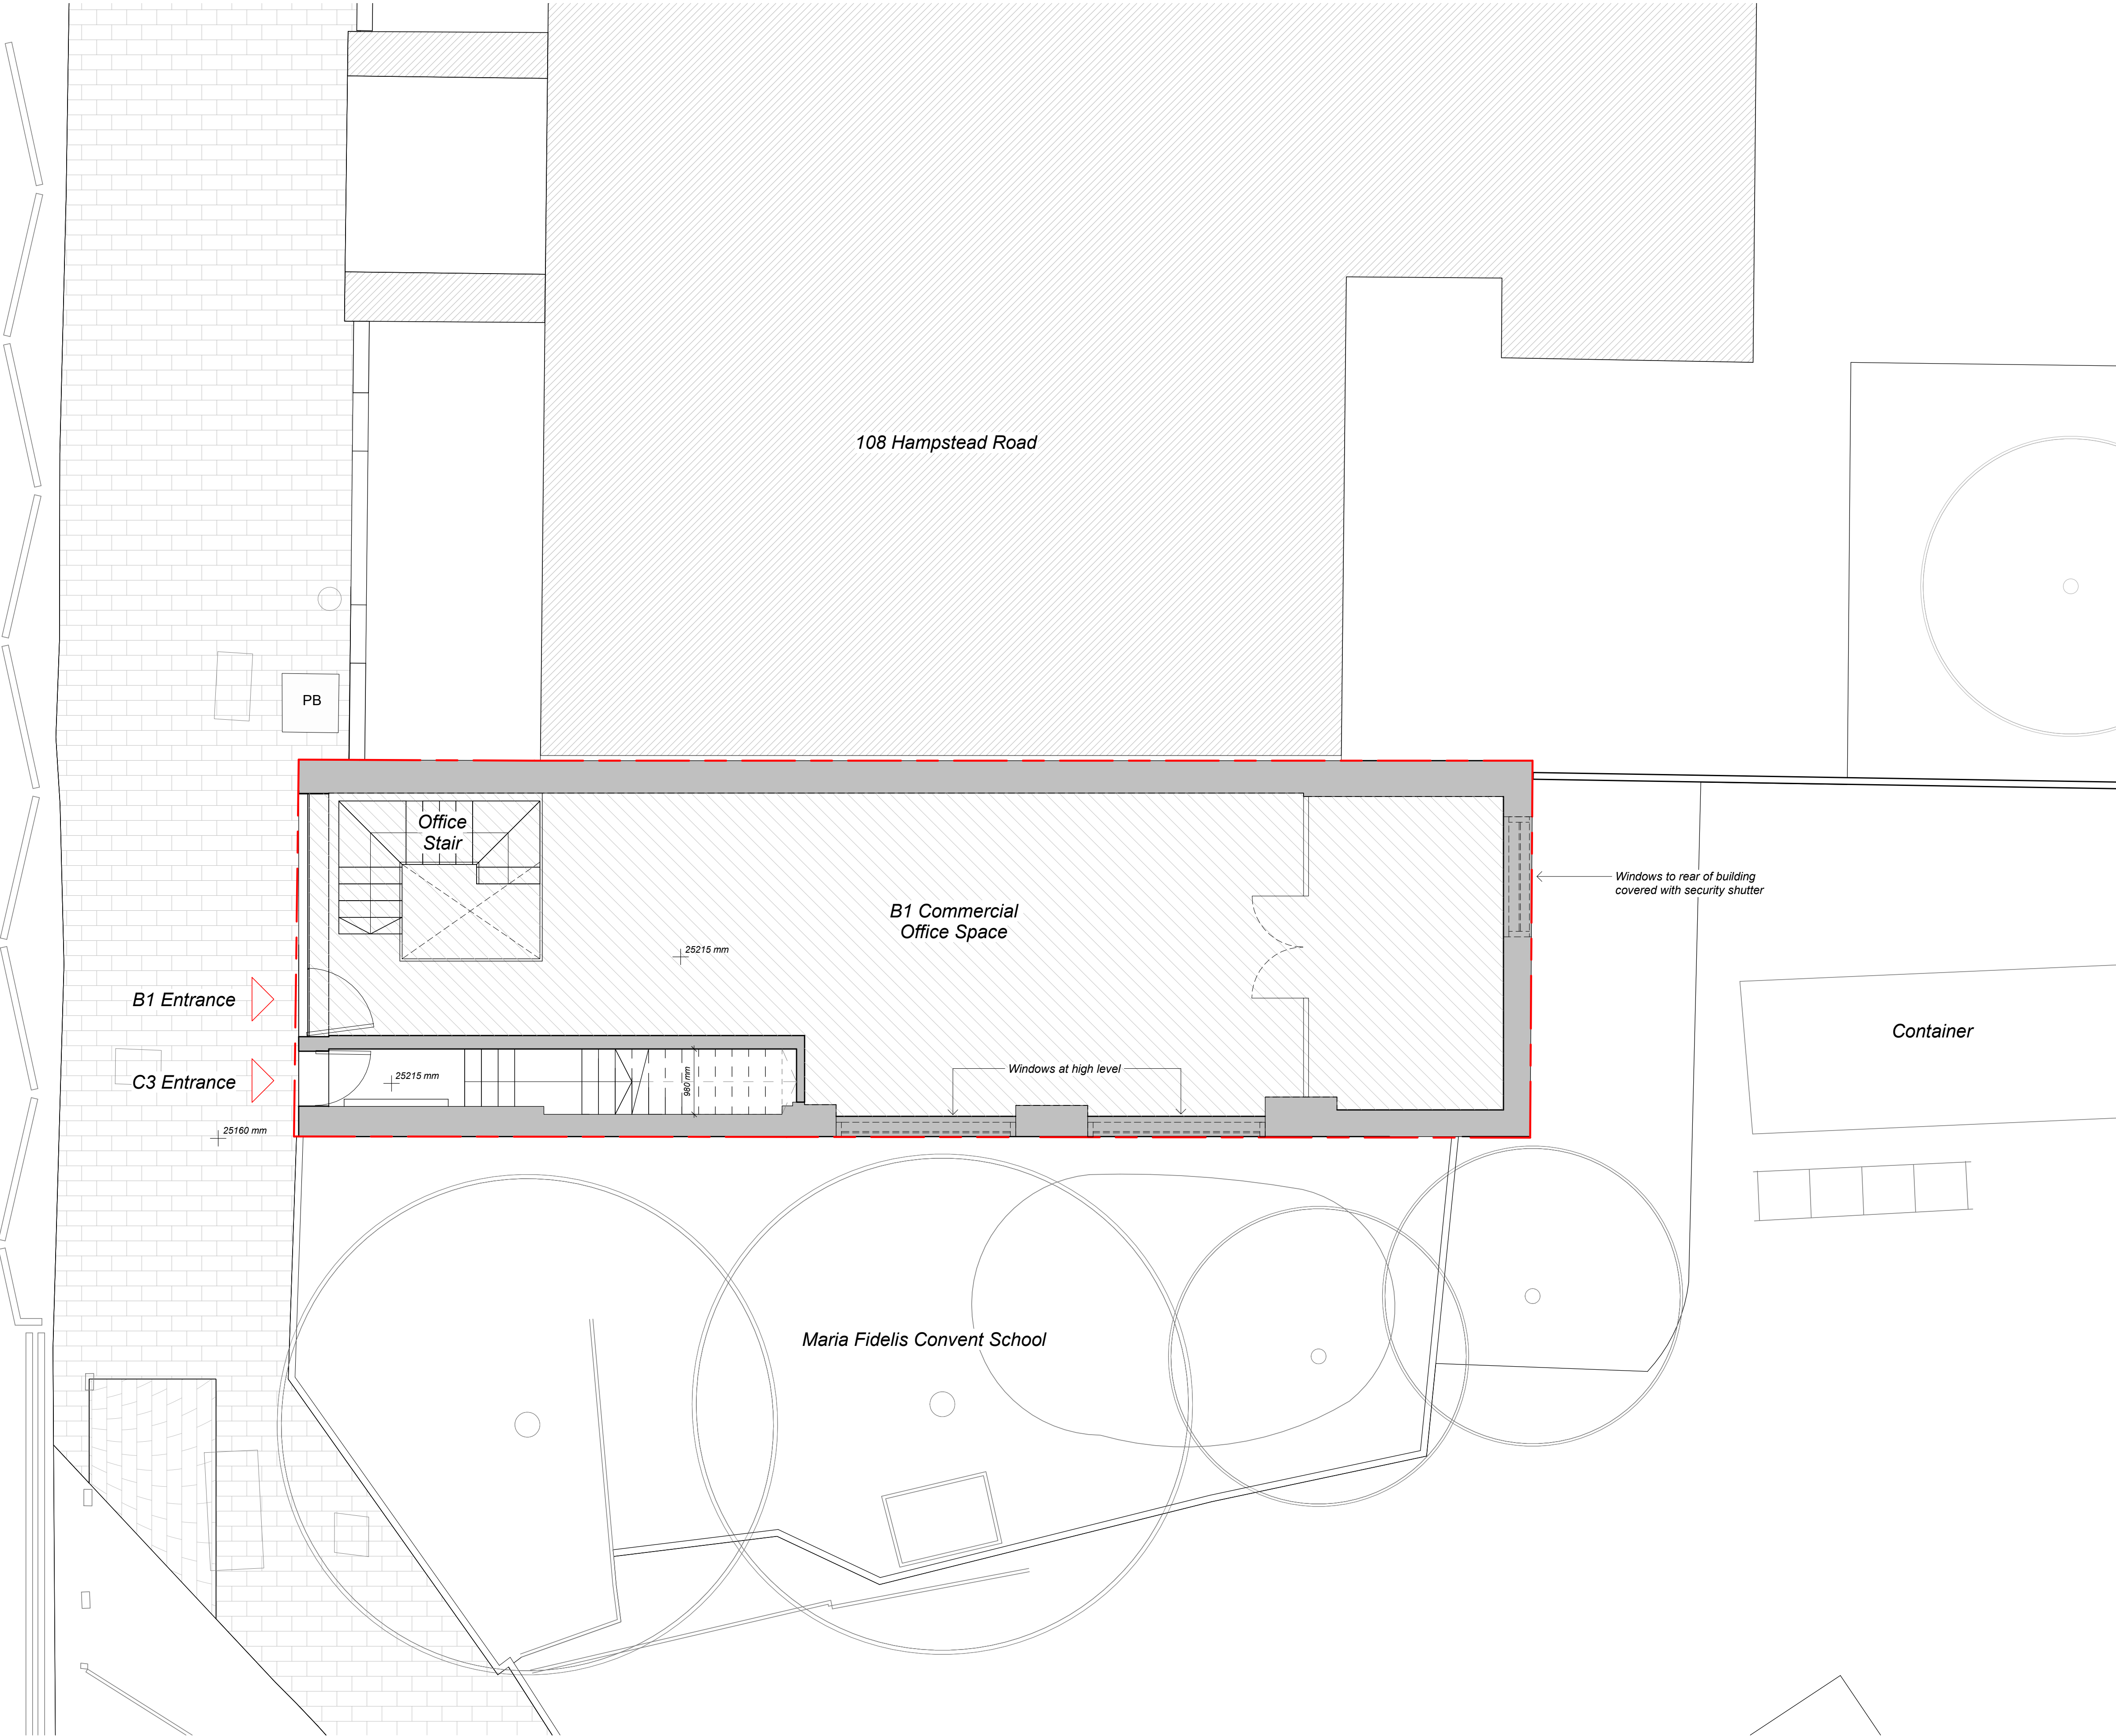 108 Hampstead Road
PB
Office
Stair
Windows to rear of building
covered with security shutter
B1 Commercial
Office Space
25215 mm
B1 Entrance
Container
C3 Entrance
25215 mm
980 mm
Windows at high level
25160 mm
Maria Fidelis Convent School